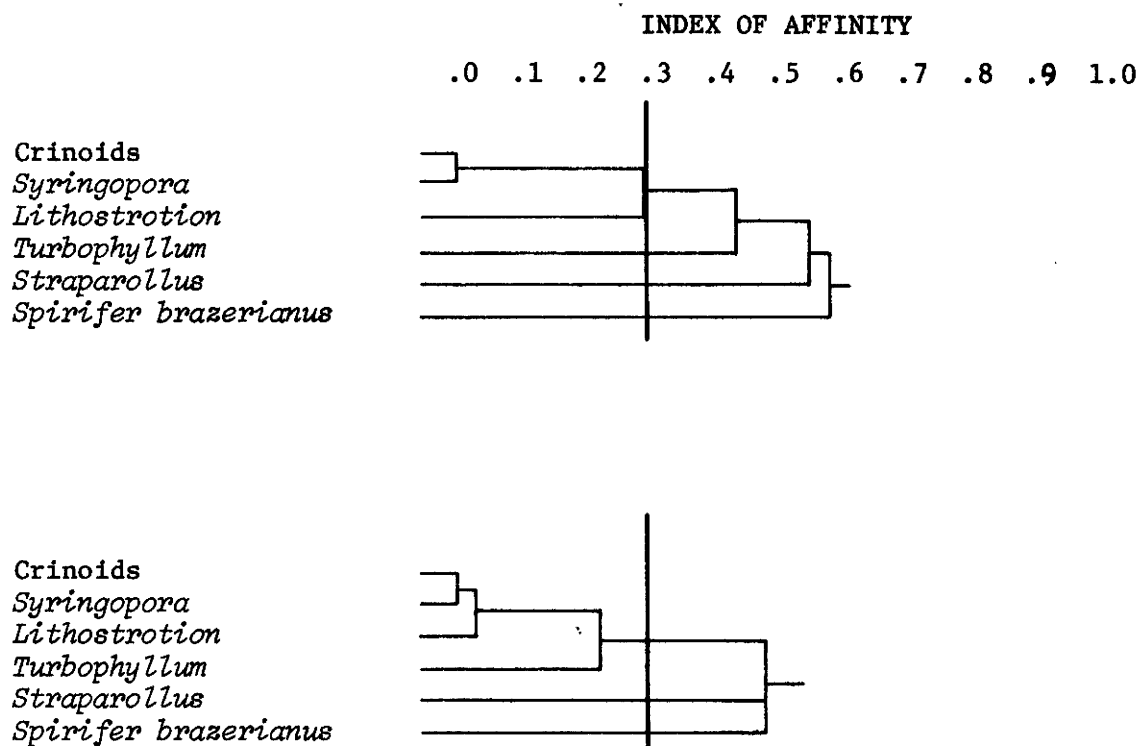 INDEX OF AFFINITY
.0 .1 .2 .3 .4 .5 .6 .7 .8 .9 1.0
Crinoids
Syringopora
Lithostrotion
Turbophyllum
Straparollus
Spirifer brazerianus
Crinoids
Syringopora
Lithostrotion
Turbophyllum
Straparollus
Spirifer brazerianus